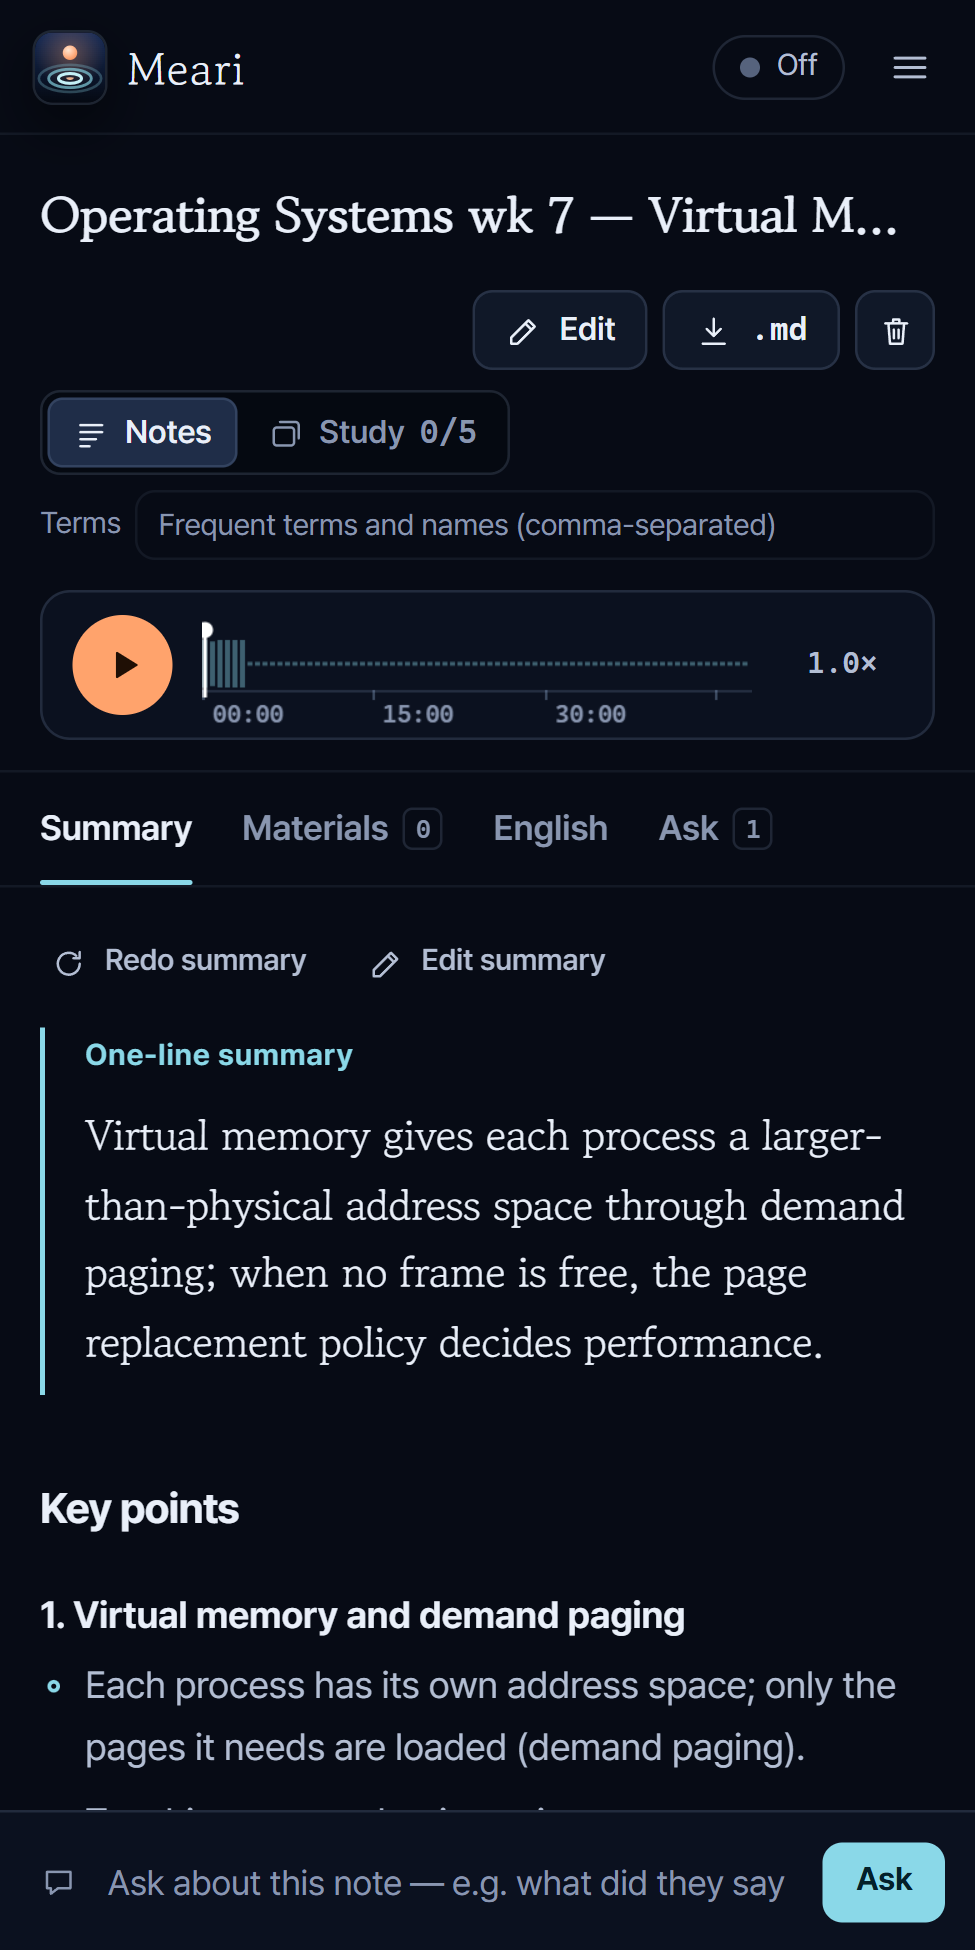 Meari
Off
Operating Systems wk 7 — Virtual M...
Edit
.md
Notes
Study 0/5
Terms
Frequent terms and names (comma-separated)
1.0×
00:00 15:00 30:00
Summary
Materials 0
English
Ask 1
Redo summary
Edit summary
One-line summary
Virtual memory gives each process a larger-
than-physical address space through demand
paging; when no frame is free, the page
replacement policy decides performance.
Key points
1. Virtual memory and demand paging
Each process has its own address space; only the
pages it needs are loaded (demand paging).
Ask about this note — e.g. what did they say
Ask